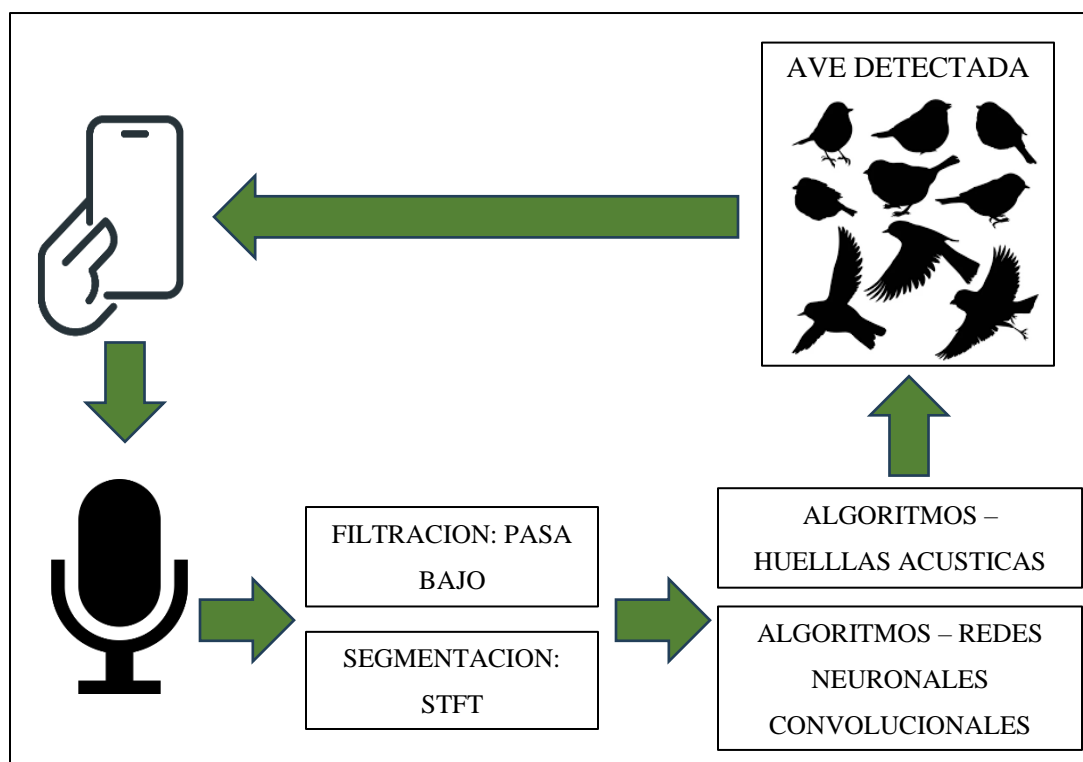 AVE DETECTADA
FILTRACION: PASA
BAJO
SEGMENTACION:
STFT
ALGORITMOS –
HUELLLAS ACUSTICAS
ALGORITMOS – REDES
NEURONALES
CONVOLUCIONALES